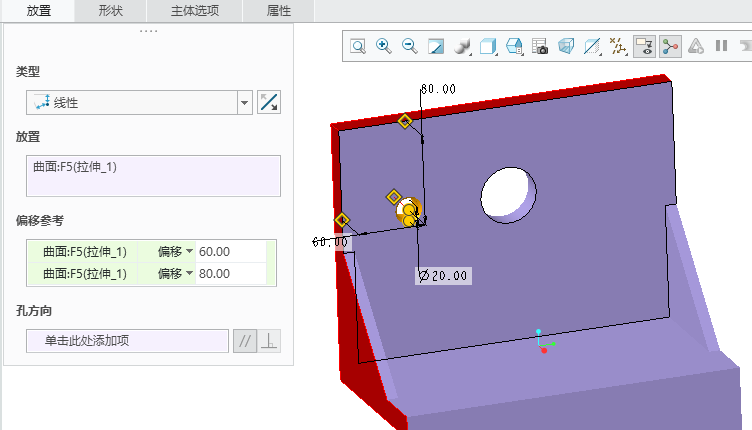 放置 形状 主体选项 属性
类型
线性
放置
曲面:F5(拉伸_1)
偏移参考
曲面:F5(拉伸_1) 偏移 60.00
曲面:F5(拉伸_1) 偏移 80.00
孔方向
单击此处添加项
80.00
60.00
Ø20.00